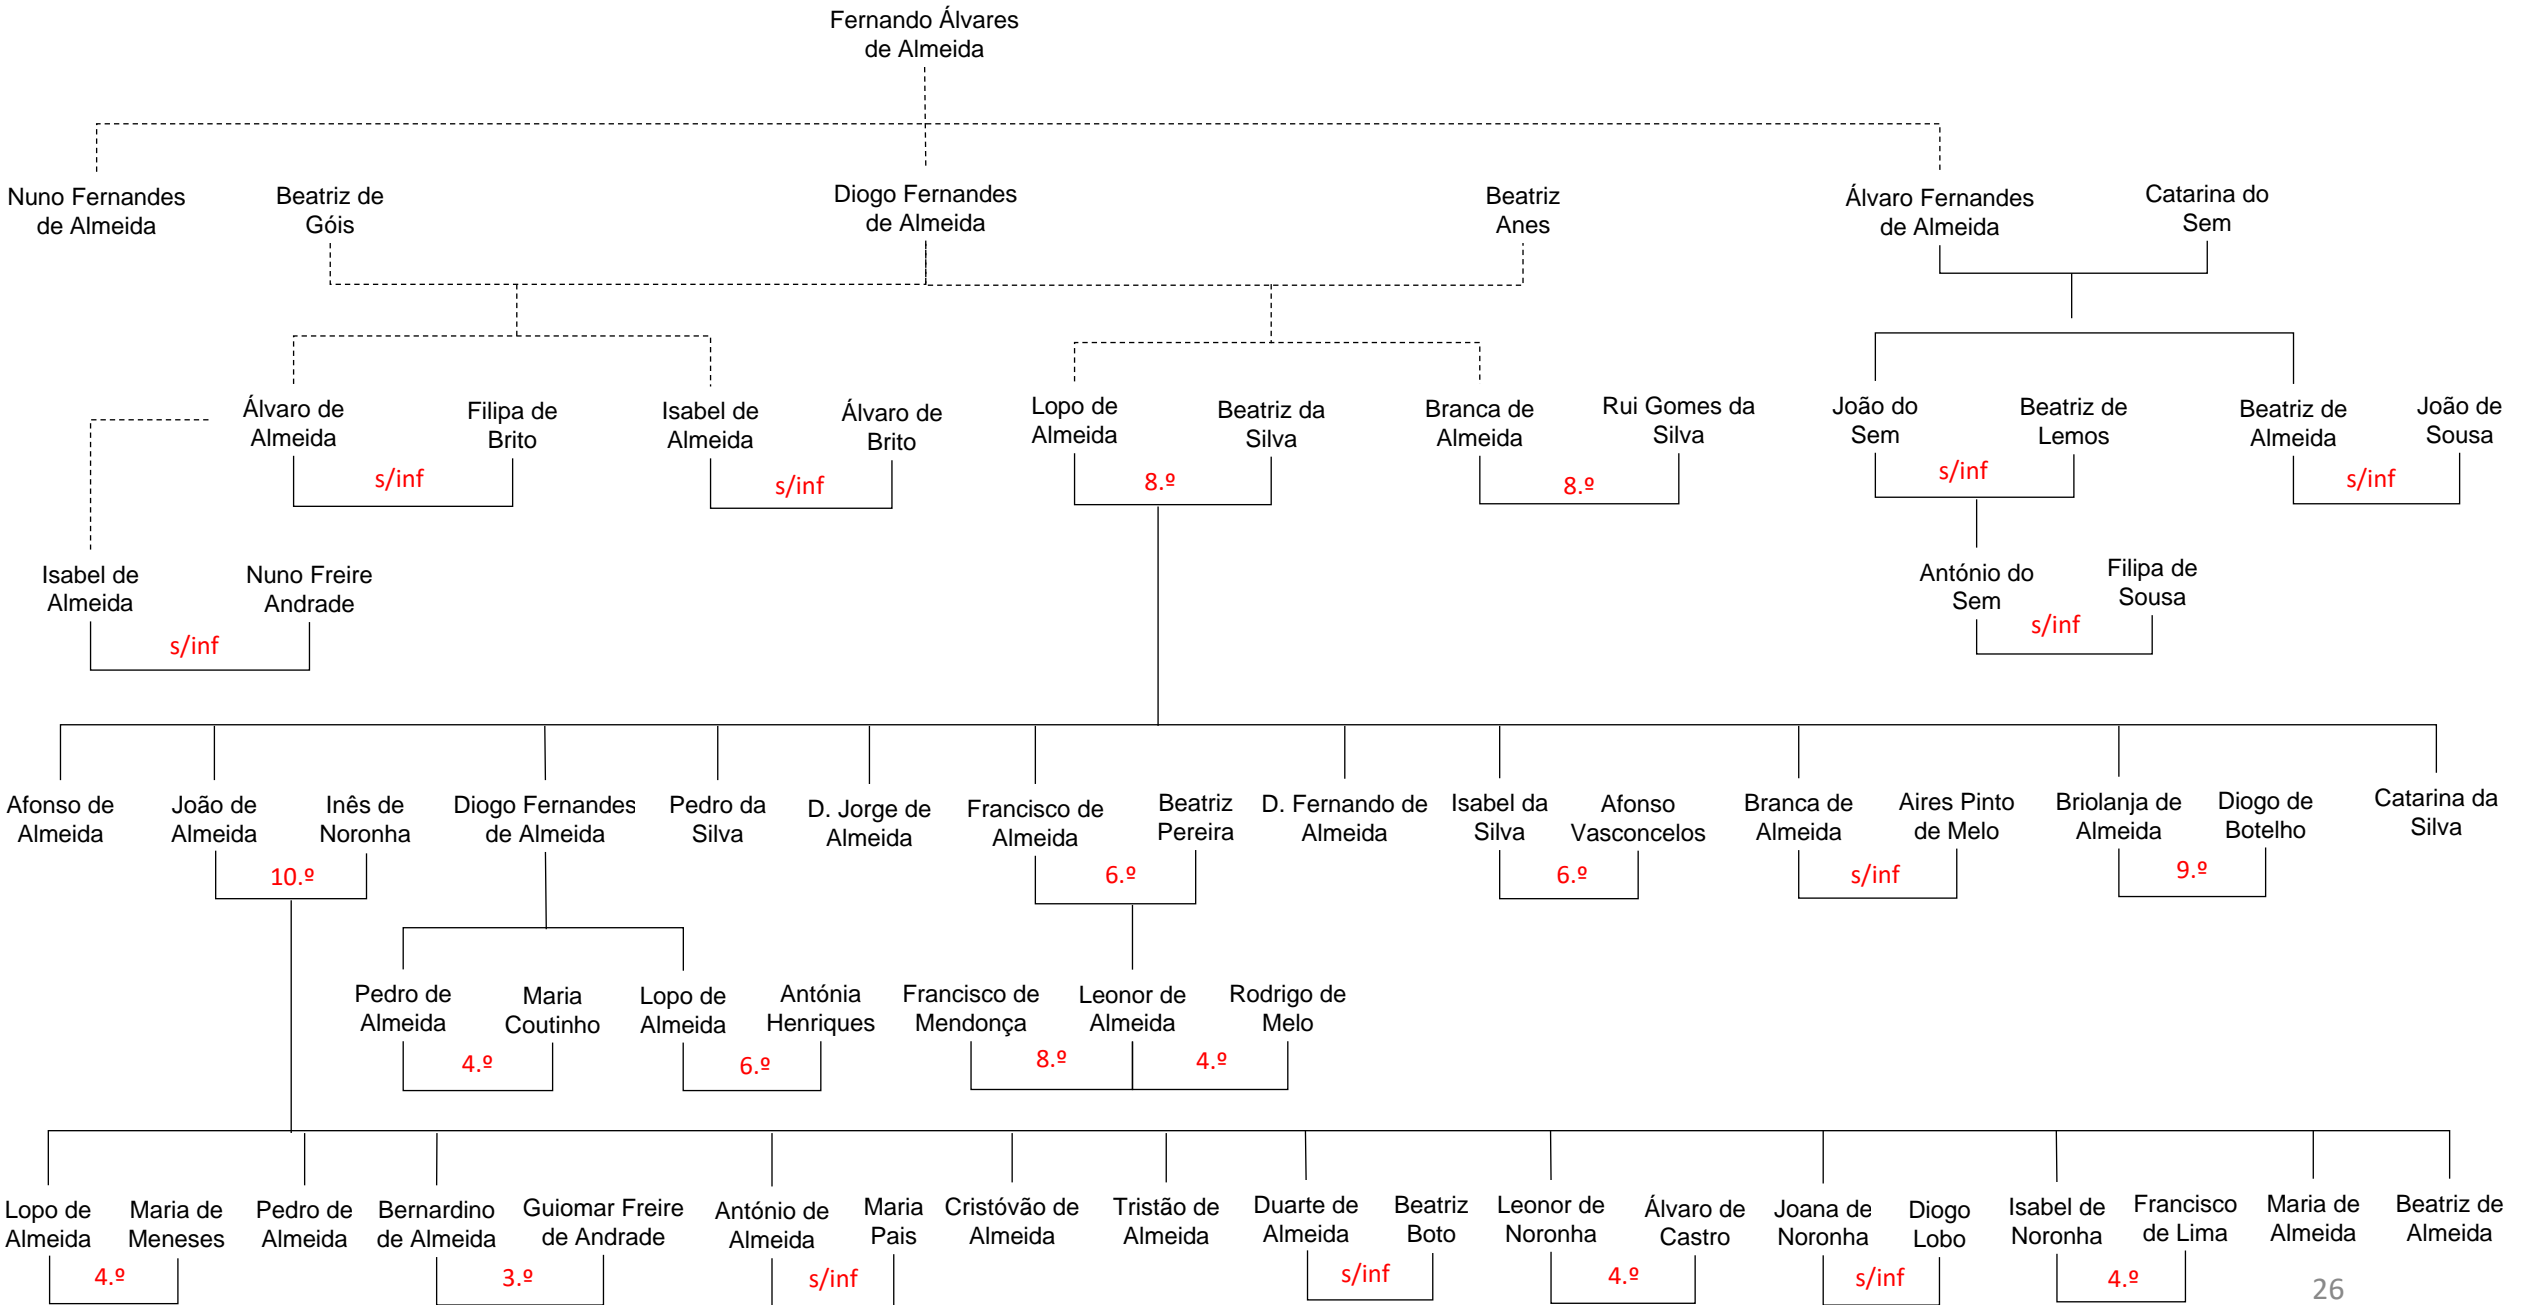 Fernando Álvares
de Almeida
Nuno Fernandes
de Almeida
Beatriz de
Góis
Diogo Fernandes
de Almeida
Beatriz
Anes
Álvaro Fernandes
de Almeida
Catarina do
Sem
Álvaro de
Almeida
s/inf
Filipa de
Brito
Isabel de
Almeida
s/inf
Álvaro de
Brito
Lopo de
Almeida
8.º
Beatriz da
Silva
Branca de
Almeida
8.º
Rui Gomes da
Silva
João do
Sem
s/inf
Beatriz de
Lemos
Beatriz de
Almeida
s/inf
João de
Sousa
Isabel de
Almeida
s/inf
Nuno Freire
Andrade
António do
Sem
s/inf
Filipa de
Sousa
Afonso de
Almeida
João de
Almeida
10.º
Inês de
Noronha
Diogo Fernandes
de Almeida
Pedro da
Silva
D. Jorge de
Almeida
Francisco de
Almeida
6.º
Beatriz
Pereira
D. Fernando de
Almeida
Isabel da
Silva
6.º
Afonso
Vasconcelos
Branca de
Almeida
s/inf
Aires Pinto
de Melo
Briolanja de
Almeida
9.º
Diogo de
Botelho
Catarina da
Silva
Pedro de
Almeida
4.º
Maria
Coutinho
Lopo de
Almeida
6.º
Antónia
Henriques
Francisco de
Mendonça
8.º
Leonor de
Almeida
4.º
Rodrigo de
Melo
Lopo de
Almeida
4.º
Maria de
Meneses
Pedro de
Almeida
Bernardino
de Almeida
3.º
Guiomar Freire
de Andrade
António de
Almeida
s/inf
Maria
Pais
Cristóvão de
Almeida
Tristão de
Almeida
Duarte de
Almeida
s/inf
Beatriz
Boto
Leonor de
Noronha
4.º
Álvaro de
Castro
Joana de
Noronha
s/inf
Diogo
Lobo
Isabel de
Noronha
4.º
Francisco
de Lima
Maria de
Almeida
Beatriz de
Almeida
26